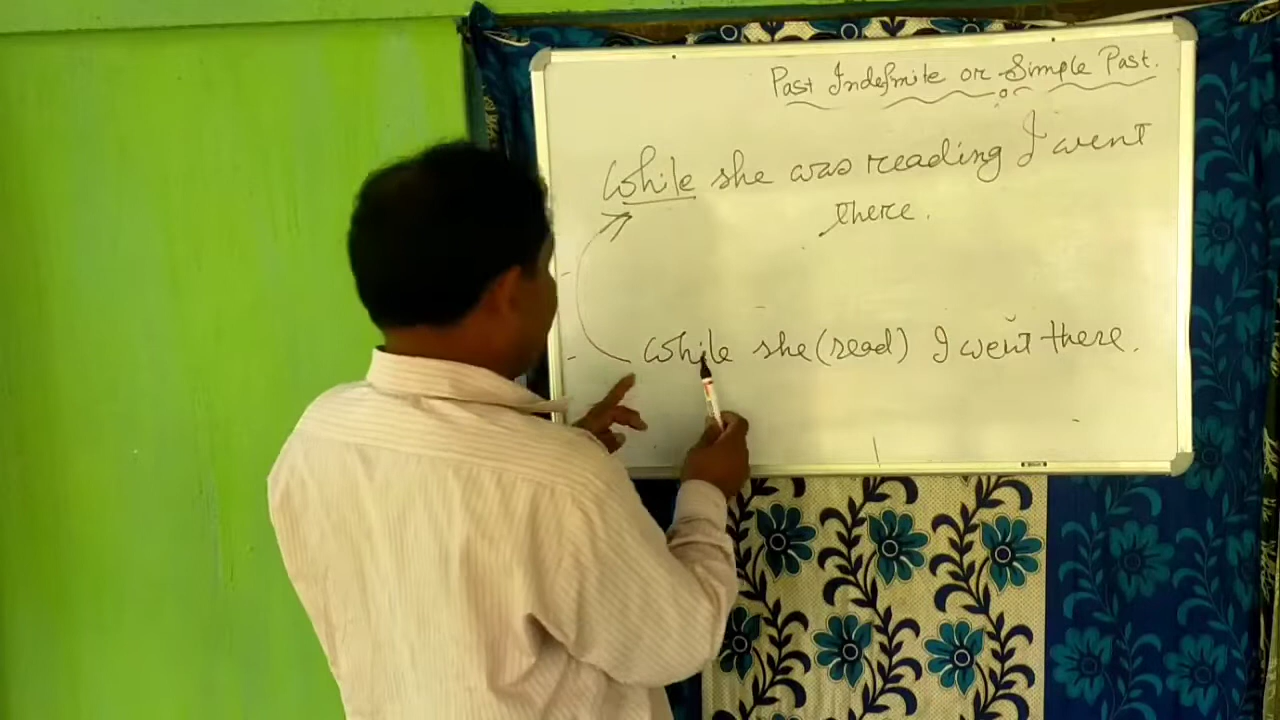 Past Indefinite or Simple Past.
While she was reading I went
there.
While she (read) I went there.